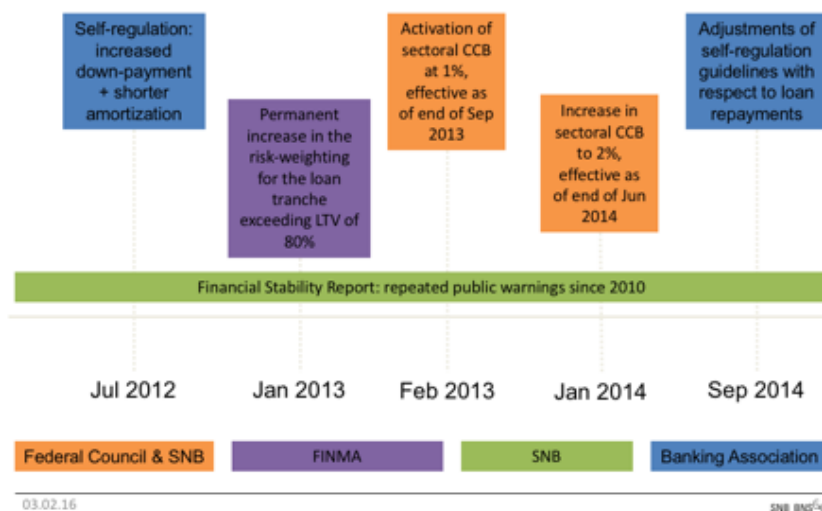 Self-regulation:
increased
down-payment
+ shorter
amortization
Permanent
increase in the
risk-weighting
for the loan
tranche
exceeding LTV of
80%
Activation of
sectoral CCB
at 1%,
effective as
of end of Sep
2013
Increase in
sectoral CCB
to 2%,
effective as
of end of Jun
2014
Adjustments of
self-regulation
guidelines with
respect to loan
repayments
Financial Stability Report: repeated public warnings since 2010
Jul 2012 Jan 2013 Feb 2013 Jan 2014 Sep 2014
Federal Council & SNB FINMA SNB Banking Association
03.02.16 SNB BNS